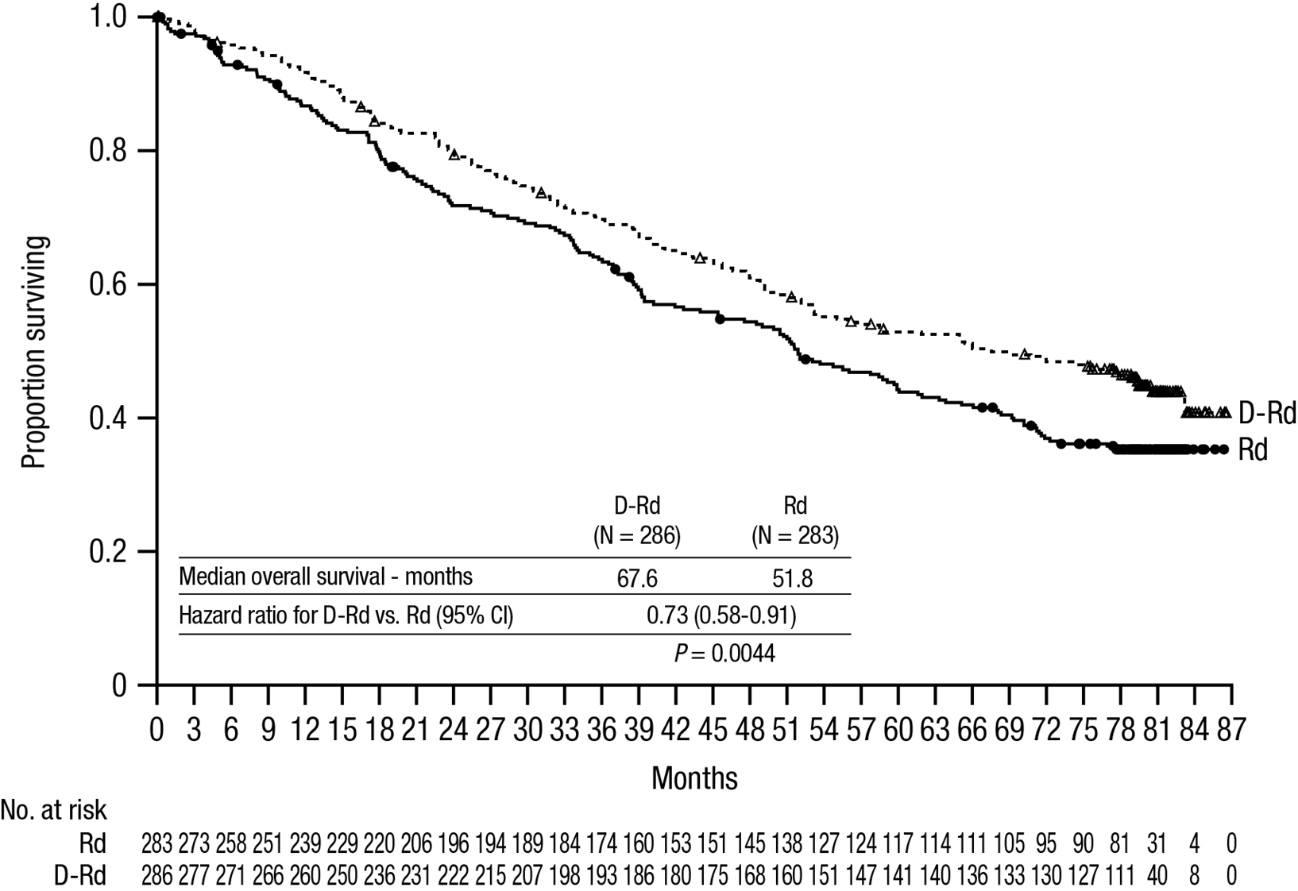 1.0
0.8
0.6
0.4
0.2
0
Proportion surviving
D-Rd
Rd
D-Rd Rd
(N = 286) (N = 283)
Median overall survival - months 67.6 51.8
Hazard ratio for D-Rd vs. Rd (95% CI) 0.73 (0.58-0.91)
P = 0.0044
0 3 6 9 12 15 18 21 24 27 30 33 36 39 42 45 48 51 54 57 60 63 66 69 72 75 78 81 84 87
Months
No. at risk
Rd 283 273 258 251 239 229 220 206 196 194 189 184 174 160 153 151 145 138 127 124 117 114 111 105 95 90 81 31 4 0
D-Rd 286 277 271 266 260 250 236 231 222 215 207 198 193 186 180 175 168 160 151 147 141 140 136 133 130 127 111 40 8 0